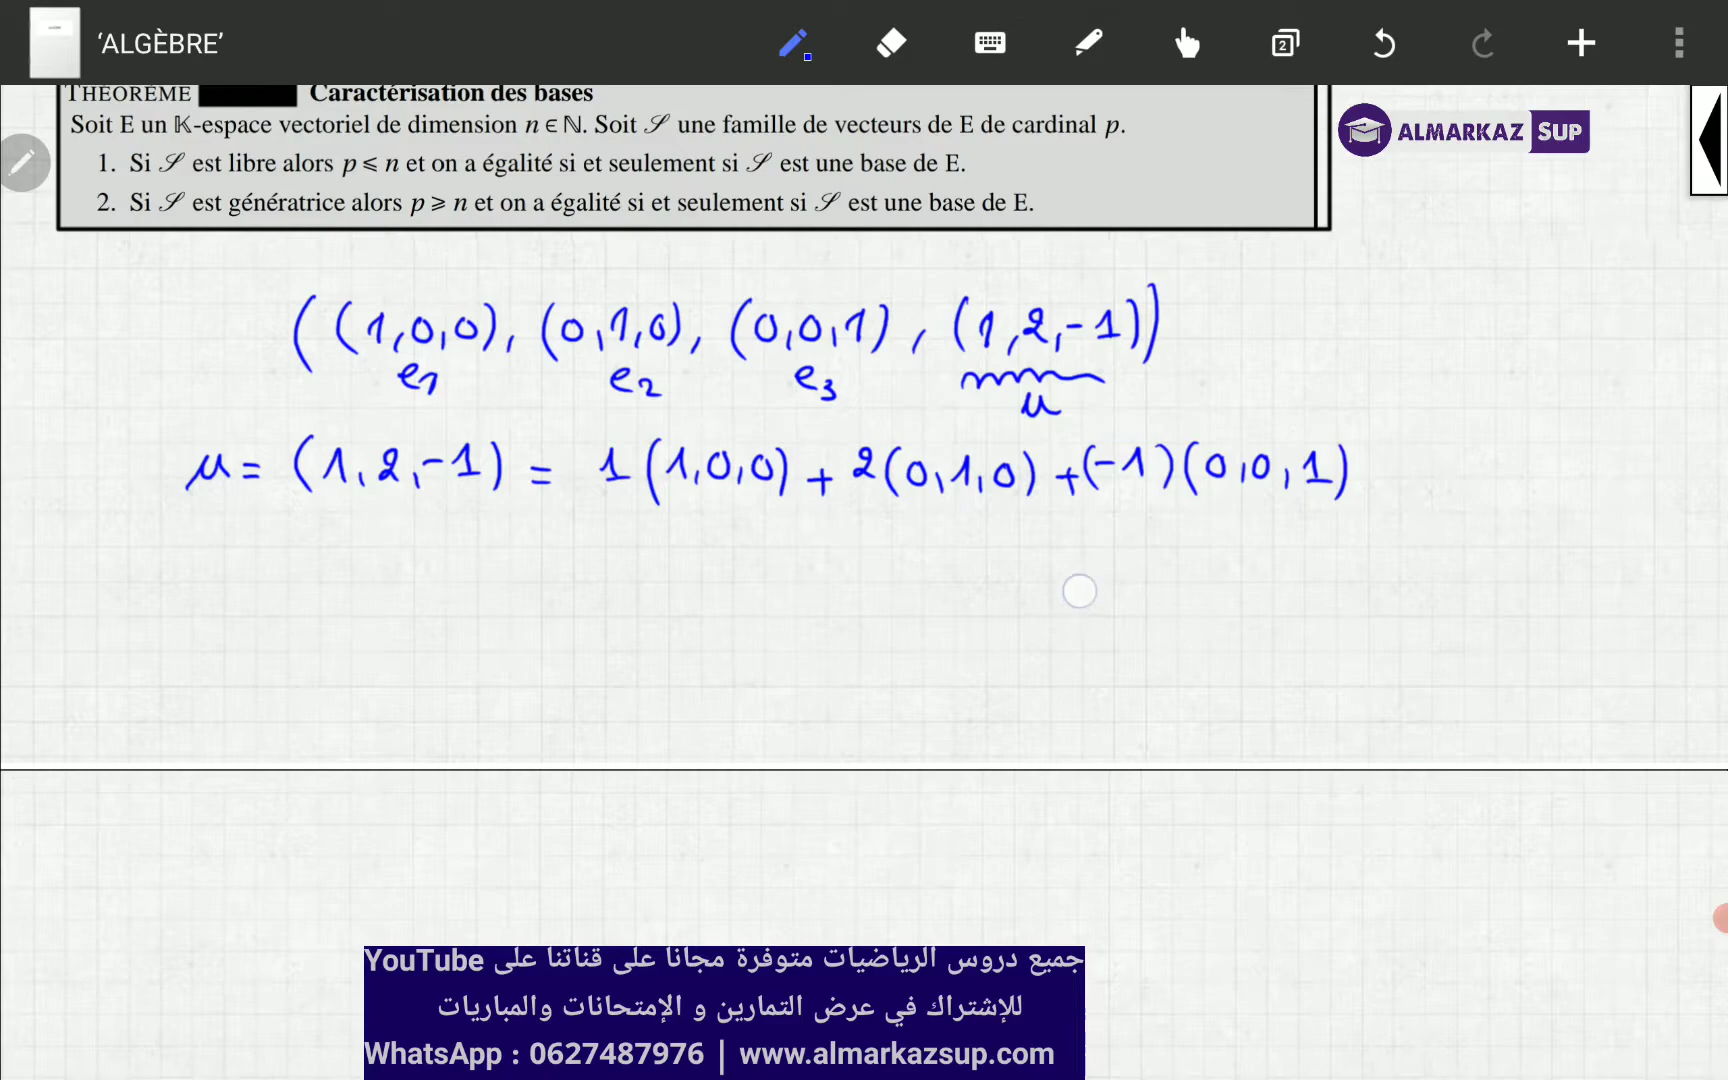 ‘ALGÈBRE’
2
THÉORÈME Caractérisation des bases
Soit E un 𝕂-espace vectoriel de dimension n ∈ ℕ. Soit 𝒮 une famille de vecteurs de E de cardinal p.
1. Si 𝒮 est libre alors p ⩽ n et on a égalité si et seulement si 𝒮 est une base de E.
2. Si 𝒮 est génératrice alors p ⩾ n et on a égalité si et seulement si 𝒮 est une base de E.
ALMARKAZ SUP
((1,0,0), (0,1,0), (0,0,1), (1,2,-1))
e1 e2 e3 u
u = (1,2,-1) = 1(1,0,0) + 2(0,1,0) + (-1)(0,0,1)
جميع دروس الرياضيات متوفرة مجانا على قناتنا على YouTube
للإشتراك في عرض التمارين و الإمتحانات والمباريات
WhatsApp : 0627487976 | www.almarkazsup.com